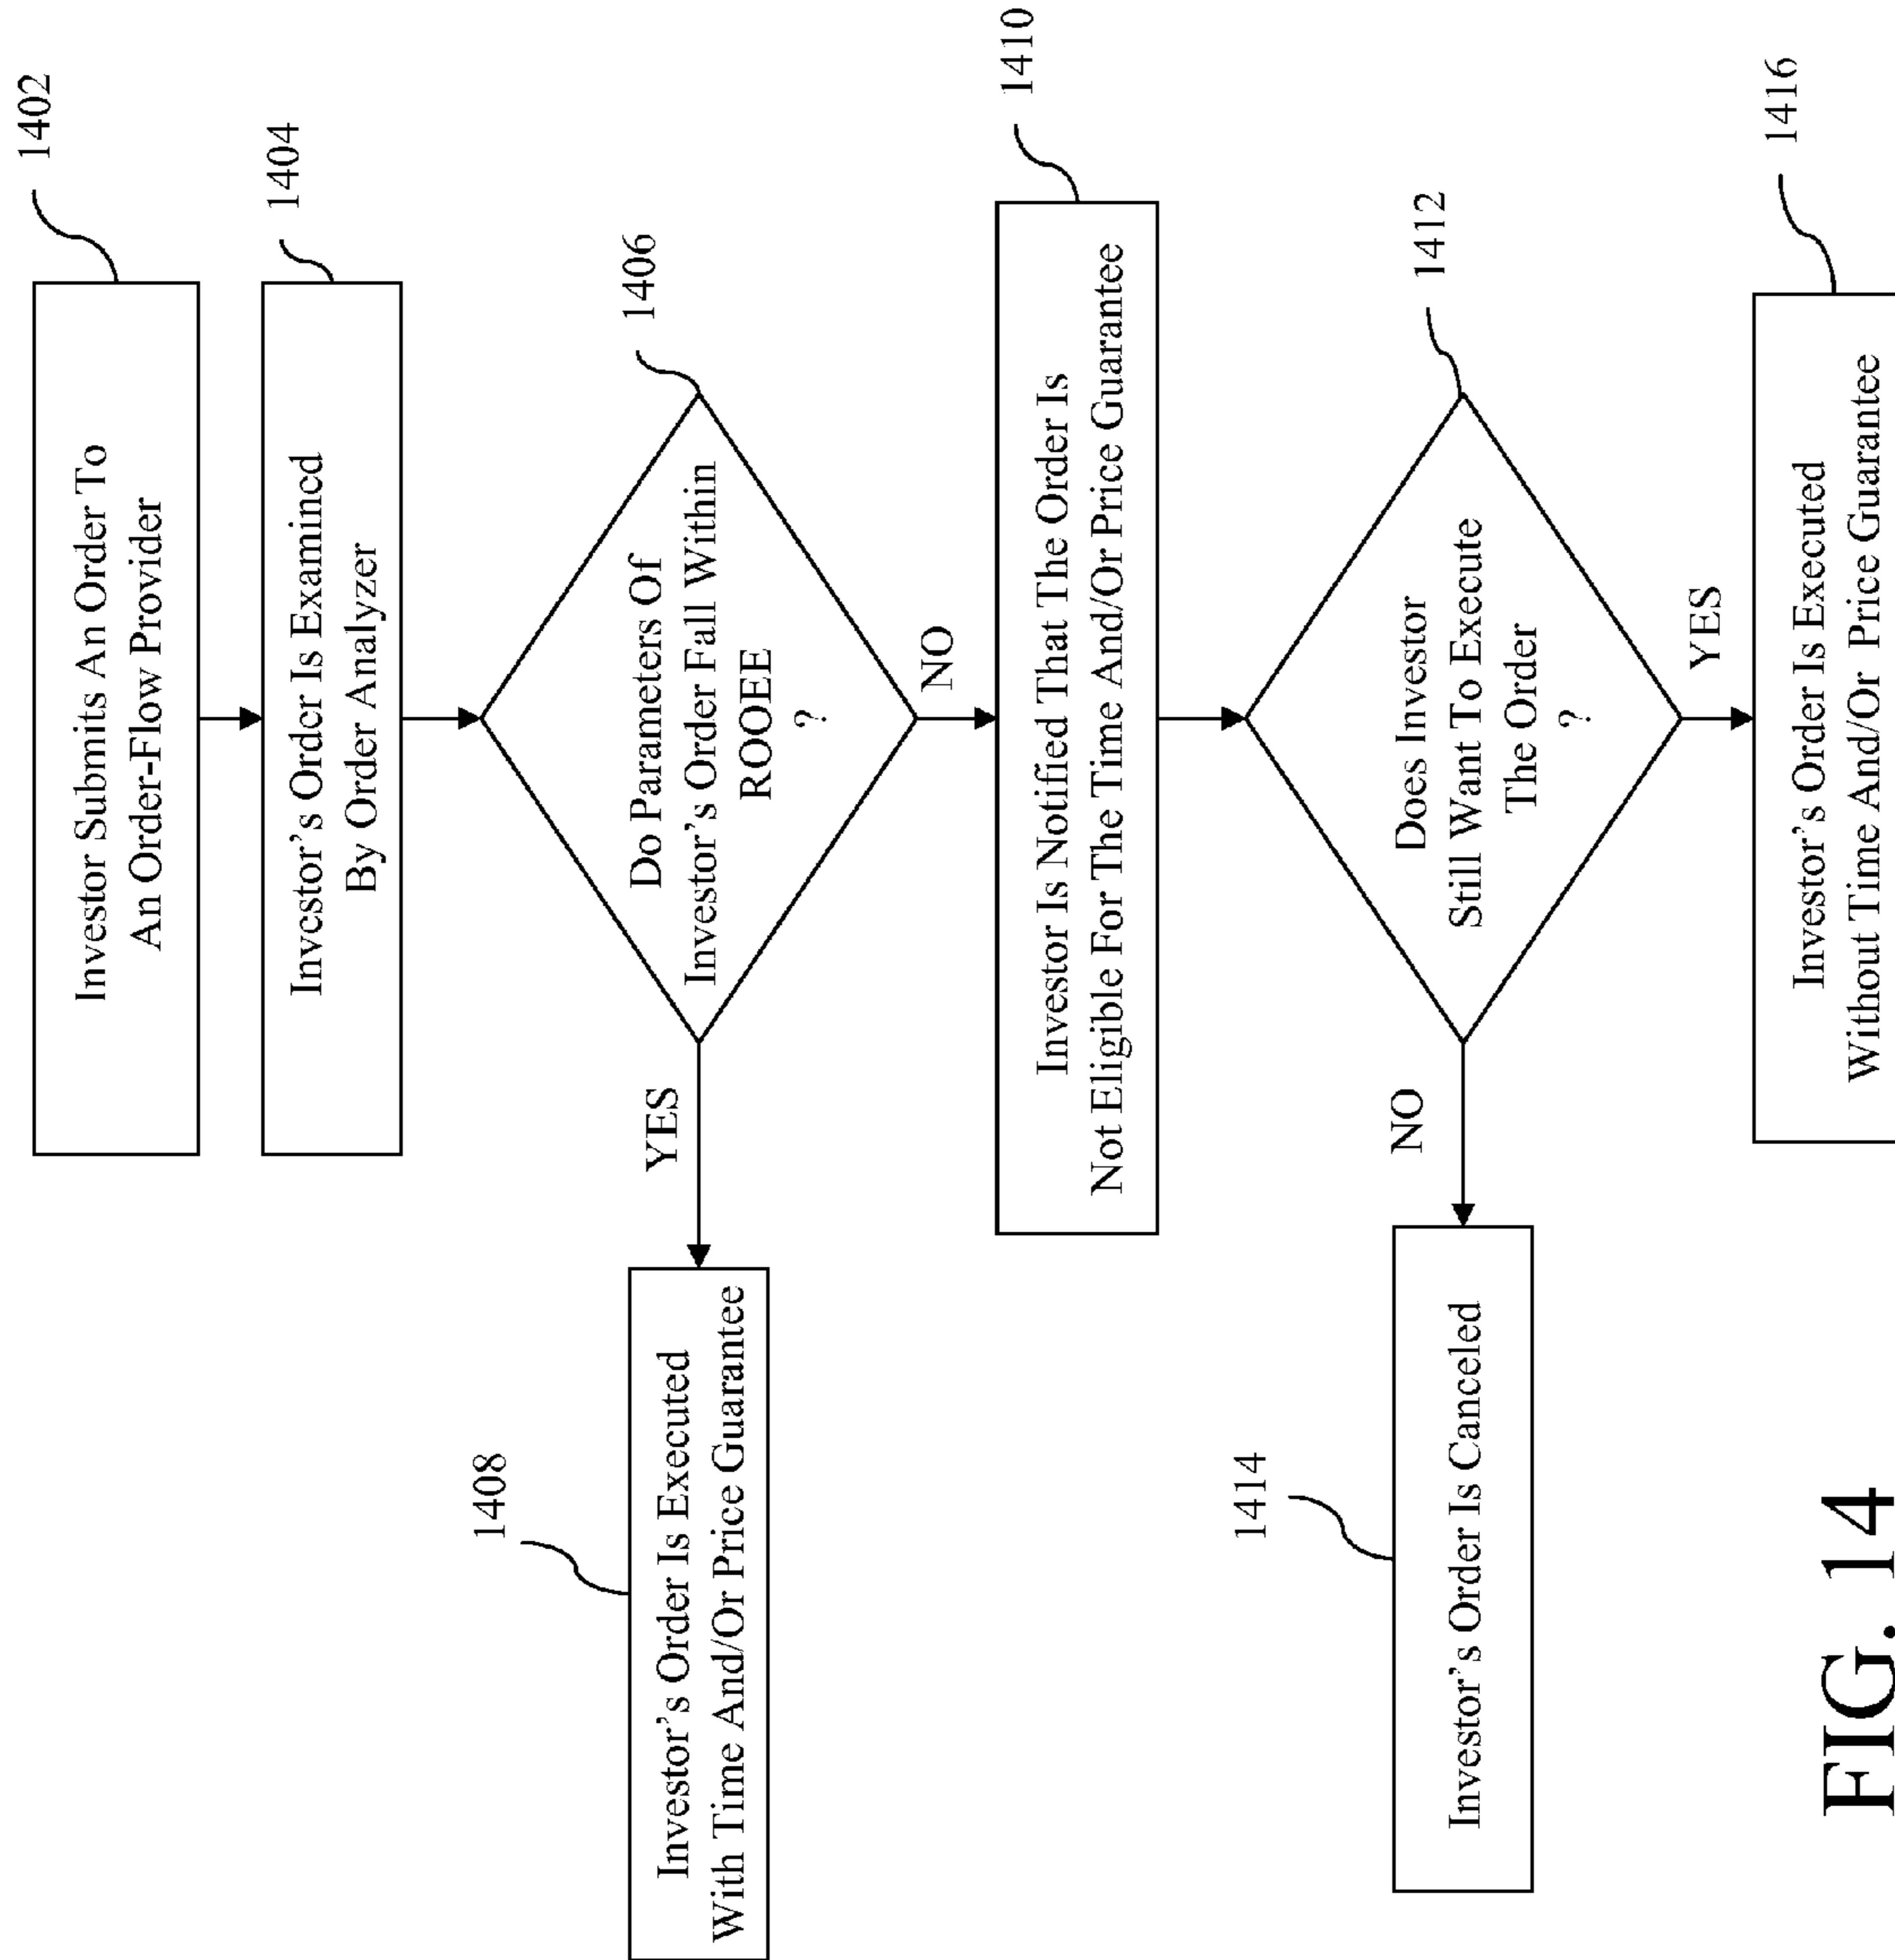 1402
Investor Submits An Order To
An Order-Flow Provider
1404
Investor's Order Is Examined
By Order Analyzer
1406
Do Parameters Of
Investor's Order Fall Within
ROOEE
?
YES
NO
1408
Investor's Order Is Executed
With Time And/Or Price Guarantee
1410
Investor Is Notified That The Order Is
Not Eligible For The Time And/Or Price Guarantee
1412
Does Investor
Still Want To Execute
The Order
?
NO
YES
1414
Investor's Order Is Canceled
1416
Investor's Order Is Executed
Without Time And/Or Price Guarantee
FIG. 14